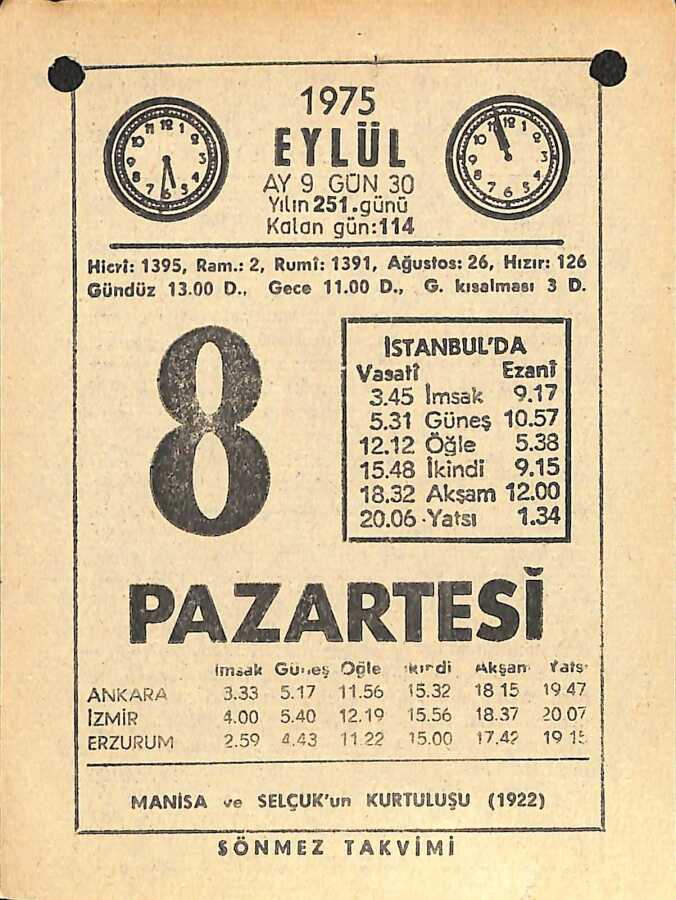 1975
EYLÜL
AY 9 GÜN 30
Yılın 251.günü
Kalan gün:114
Hicrî: 1395, Ram.: 2, Rumî: 1391, Ağustos: 26, Hızır: 126
Gündüz 13.00 D., Gece 11.00 D., G. kısalması 3 D.
8
İSTANBUL'DA
Vasatî Ezanî
3.45 İmsak 9.17
5.31 Güneş 10.57
12.12 Öğle 5.38
15.48 İkindi 9.15
18.32 Akşam 12.00
20.06 Yatsı 1.34
PAZARTESİ
İmsak Güneş Öğle İkindi Akşam Yatsı
ANKARA 3.33 5.17 11.56 15.32 18 15 19 47
İZMİR 4.00 5.40 12.19 15.56 18.37 20 07
ERZURUM 2.59 4.43 11 22 15.00 17.42
MANİSA ve SELÇUK'un KURTULUŞU (1922)
SÖNMEZ TAKVİMİ